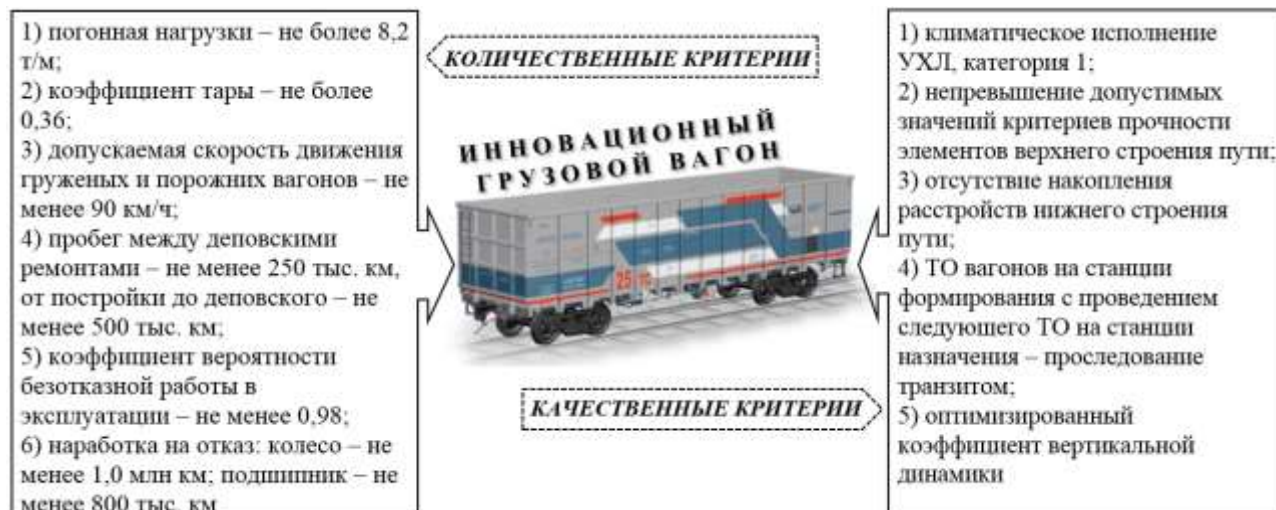 1) погонная нагрузки – не более 8,2
т/м;
2) коэффициент тары – не более
0,36;
3) допускаемая скорость движения
груженых и порожних вагонов – не
менее 90 км/ч;
4) пробег между деповскими
ремонтами – не менее 250 тыс. км,
от постройки до деповского – не
менее 500 тыс. км;
5) коэффициент вероятности
безотказной работы в
эксплуатации – не менее 0,98;
6) наработка на отказ: колесо – не
менее 1,0 млн км; подшипник – не
менее 800 тыс. км
КОЛИЧЕСТВЕННЫЕ КРИТЕРИИ
ИННОВАЦИОННЫЙ
ГРУЗОВОЙ ВАГОН
КАЧЕСТВЕННЫЕ КРИТЕРИИ
1) климатическое исполнение
УХЛ, категория 1;
2) непревышение допустимых
значений критериев прочности
элементов верхнего строения пути;
3) отсутствие накопления
расстройств нижнего строения
пути;
4) ТО вагонов на станции
формирования с проведением
следующего ТО на станции
назначения – проследование
транзитом;
5) оптимизированный
коэффициент вертикальной
динамики